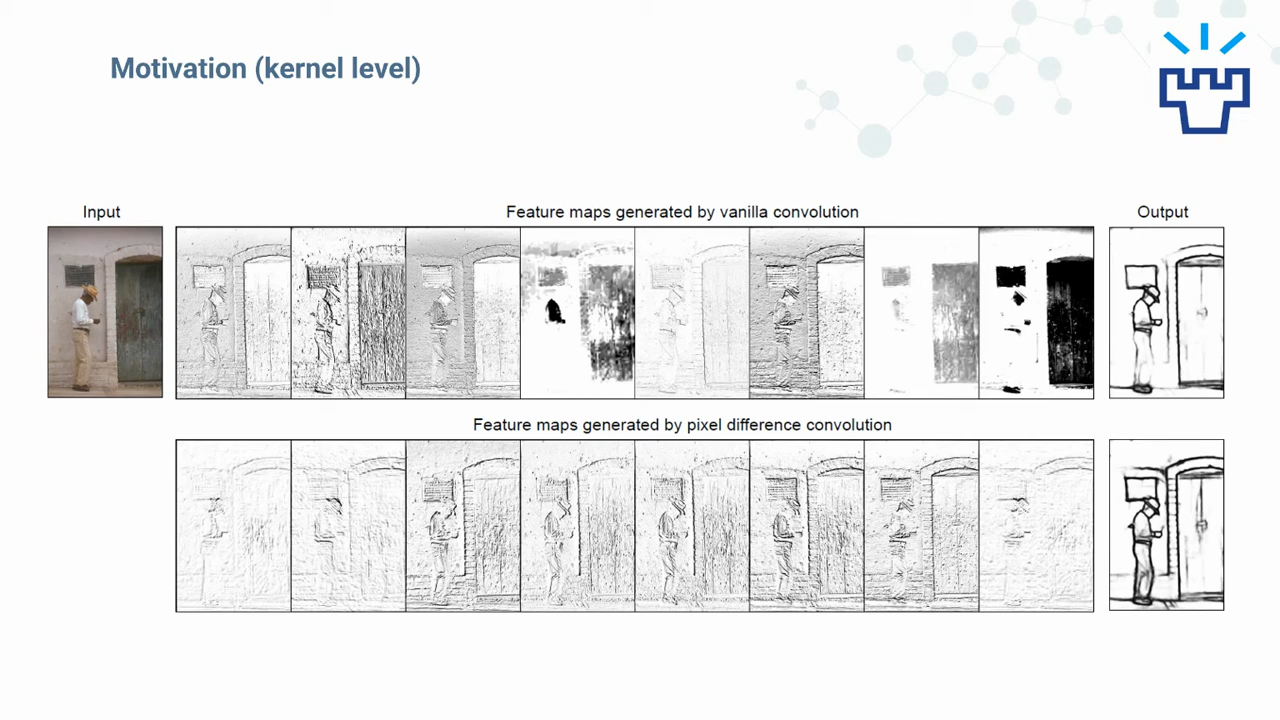 Motivation (kernel level)
Input
Feature maps generated by vanilla convolution
Output
Feature maps generated by pixel difference convolution